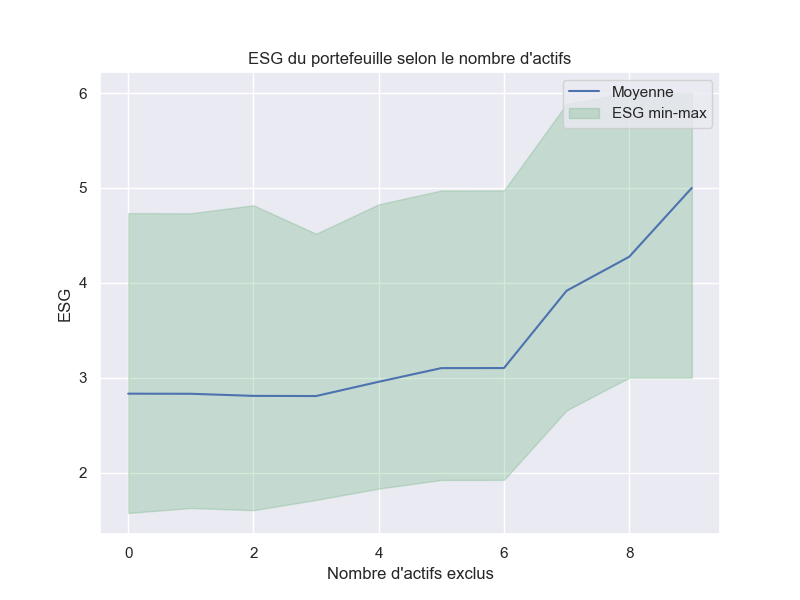 ESG du portefeuille selon le nombre d'actifs
Moyenne
ESG min-max
6
5
4
3
2
ESG
0 2 4 6 8
Nombre d'actifs exclus